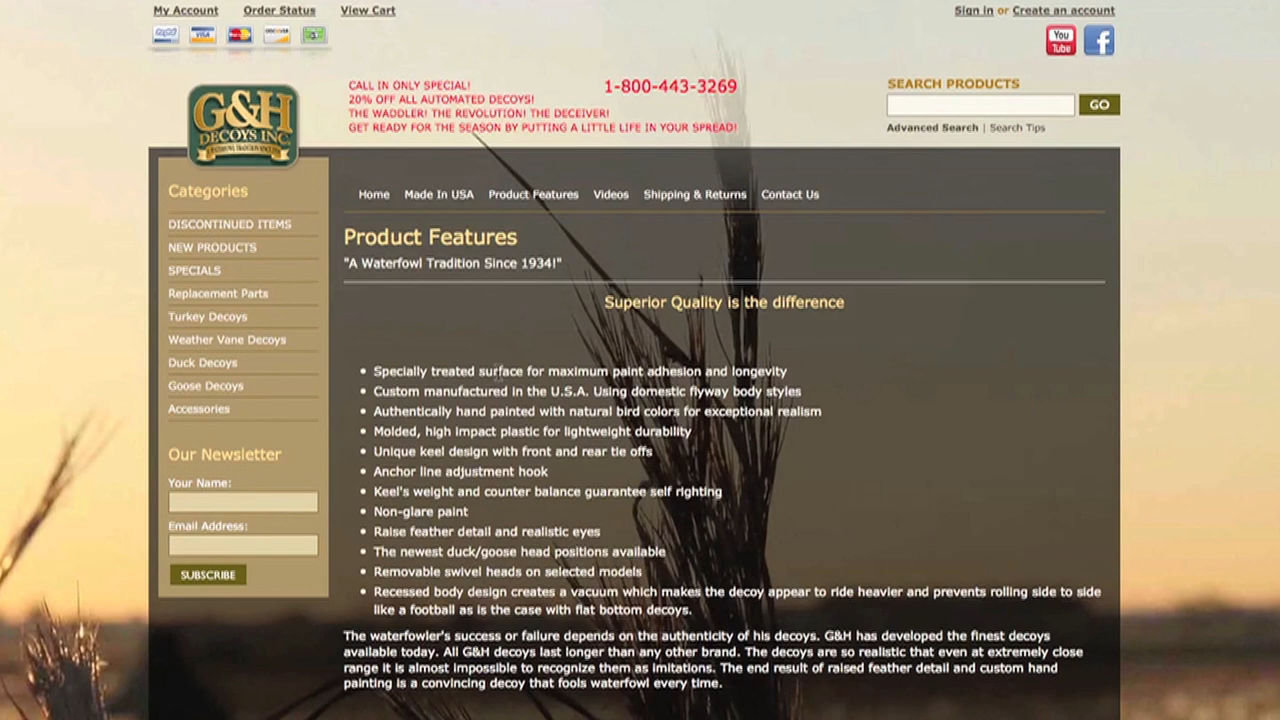 My Account Order Status View Cart
Sign in or Create an account
VISA
DISCOVER
You
Tube
f
CALL IN ONLY SPECIAL! 1-800-443-3269
20% OFF ALL AUTOMATED DECOYS!
THE WADDLER! THE REVOLUTION! THE DECEIVER!
GET READY FOR THE SEASON BY PUTTING A LITTLE LIFE IN YOUR SPREAD!
SEARCH PRODUCTS
GO
Advanced Search | Search Tips
G&H
DECOYS INC.
Categories
DISCONTINUED ITEMS
NEW PRODUCTS
SPECIALS
Replacement Parts
Turkey Decoys
Weather Vane Decoys
Duck Decoys
Goose Decoys
Accessories
Our Newsletter
Your Name:
Email Address:
SUBSCRIBE
Home Made In USA Product Features Videos Shipping & Returns Contact Us
Product Features
"A Waterfowl Tradition Since 1934!"
Superior Quality is the difference
• Specially treated surface for maximum paint adhesion and longevity
• Custom manufactured in the U.S.A. Using domestic flyway body styles
• Authentically hand painted with natural bird colors for exceptional realism
• Molded, high impact plastic for lightweight durability
• Unique keel design with front and rear tie offs
• Anchor line adjustment hook
• Keel's weight and counter balance guarantee self righting
• Non-glare paint
• Raise feather detail and realistic eyes
• The newest duck/goose head positions available
• Removable swivel heads on selected models
• Recessed body design creates a vacuum which makes the decoy appear to ride heavier and prevents rolling side to side
like a football as is the case with flat bottom decoys.
The waterfowler's success or failure depends on the authenticity of his decoys. G&H has developed the finest decoys
available today. All G&H decoys last longer than any other brand. The decoys are so realistic that even at extremely close
range it is almost impossible to recognize them as imitations. The end result of raised feather detail and custom hand
painting is a convincing decoy that fools waterfowl every time.